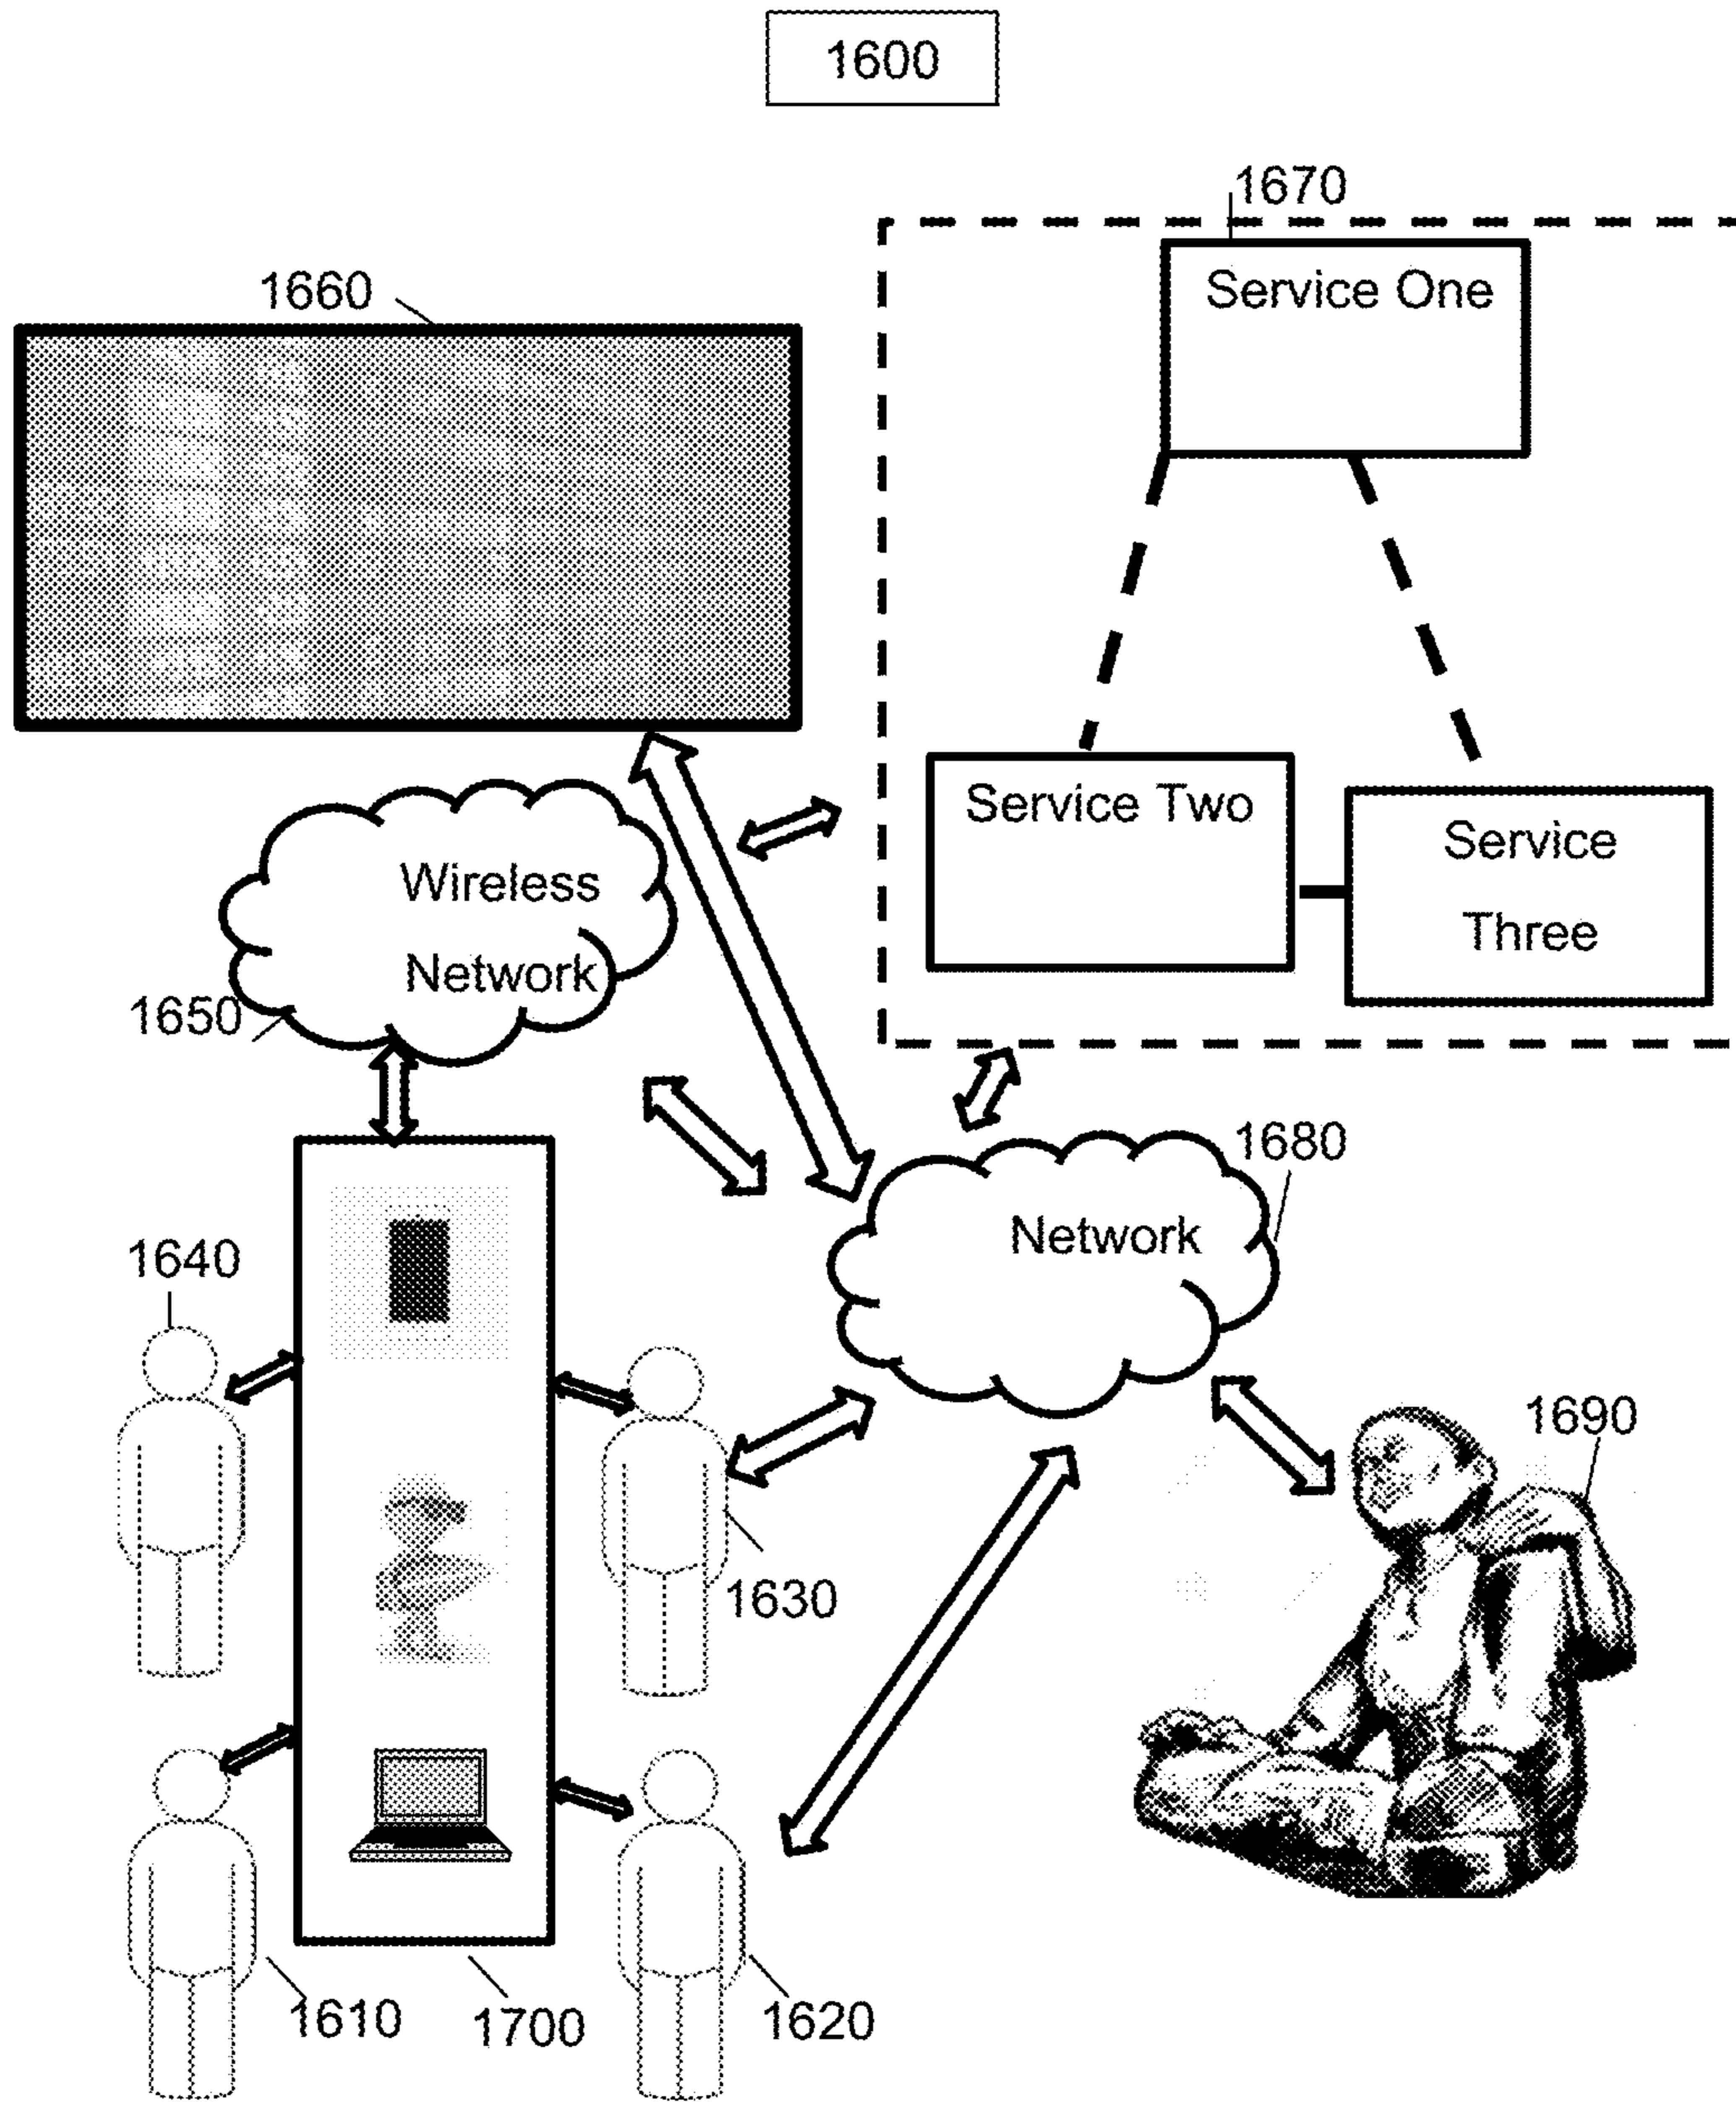 1600
1670
Service One
1660
Service Two
Service
Three
Wireless
Network
1650
1680
Network
1640
1690
1630
1610
1700
1620